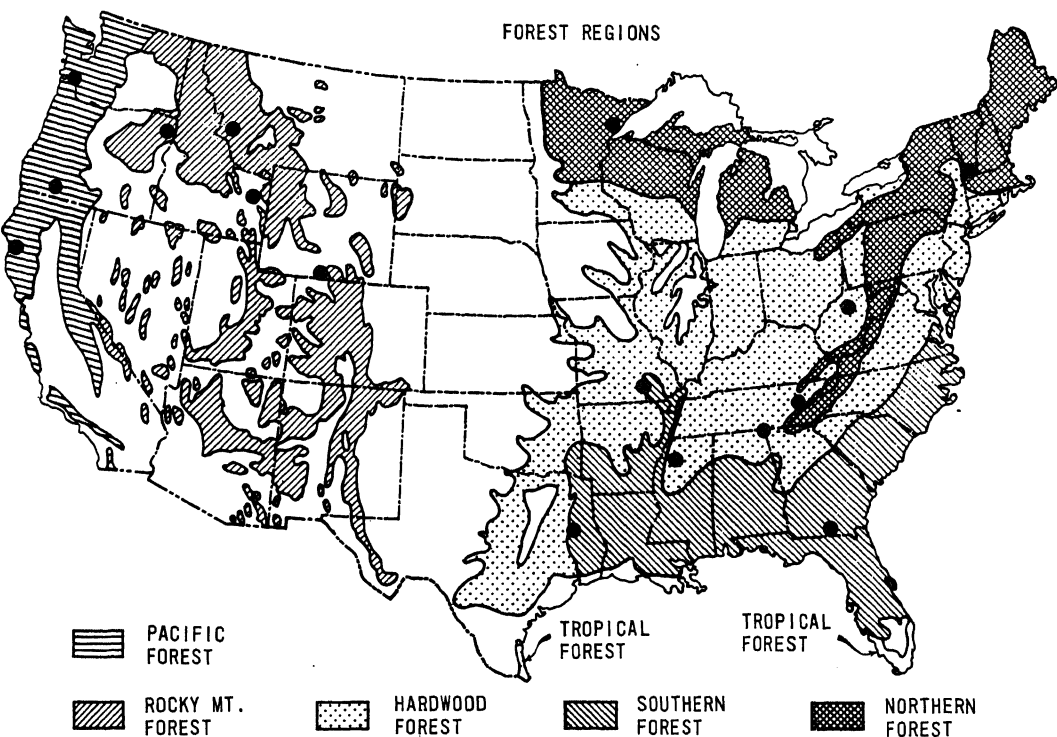 FOREST REGIONS
TROPICAL
FOREST
TROPICAL
FOREST
PACIFIC
FOREST
ROCKY MT.
FOREST
HARDWOOD
FOREST
SOUTHERN
FOREST
NORTHERN
FOREST